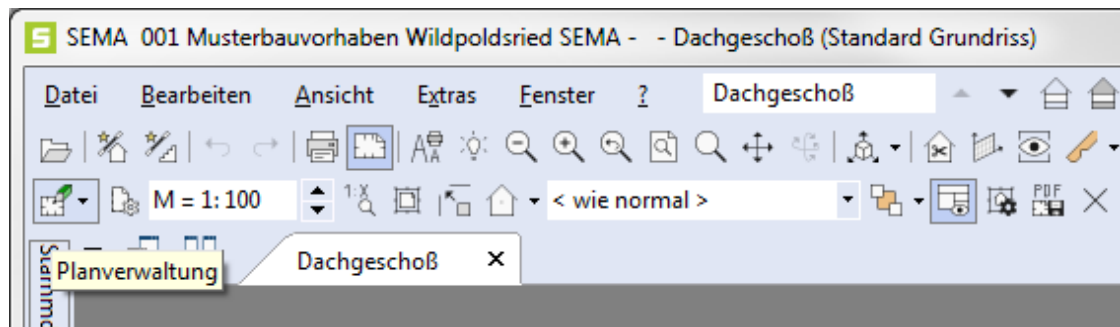 SEMA 001 Musterbauvorhaben Wildpoldsried SEMA - - Dachgeschoß (Standard Grundriss)
Datei Bearbeiten Ansicht Extras Fenster ? Dachgeschoß
M = 1: 100 1:X < wie normal > PDF
Planverwaltung Dachgeschoß